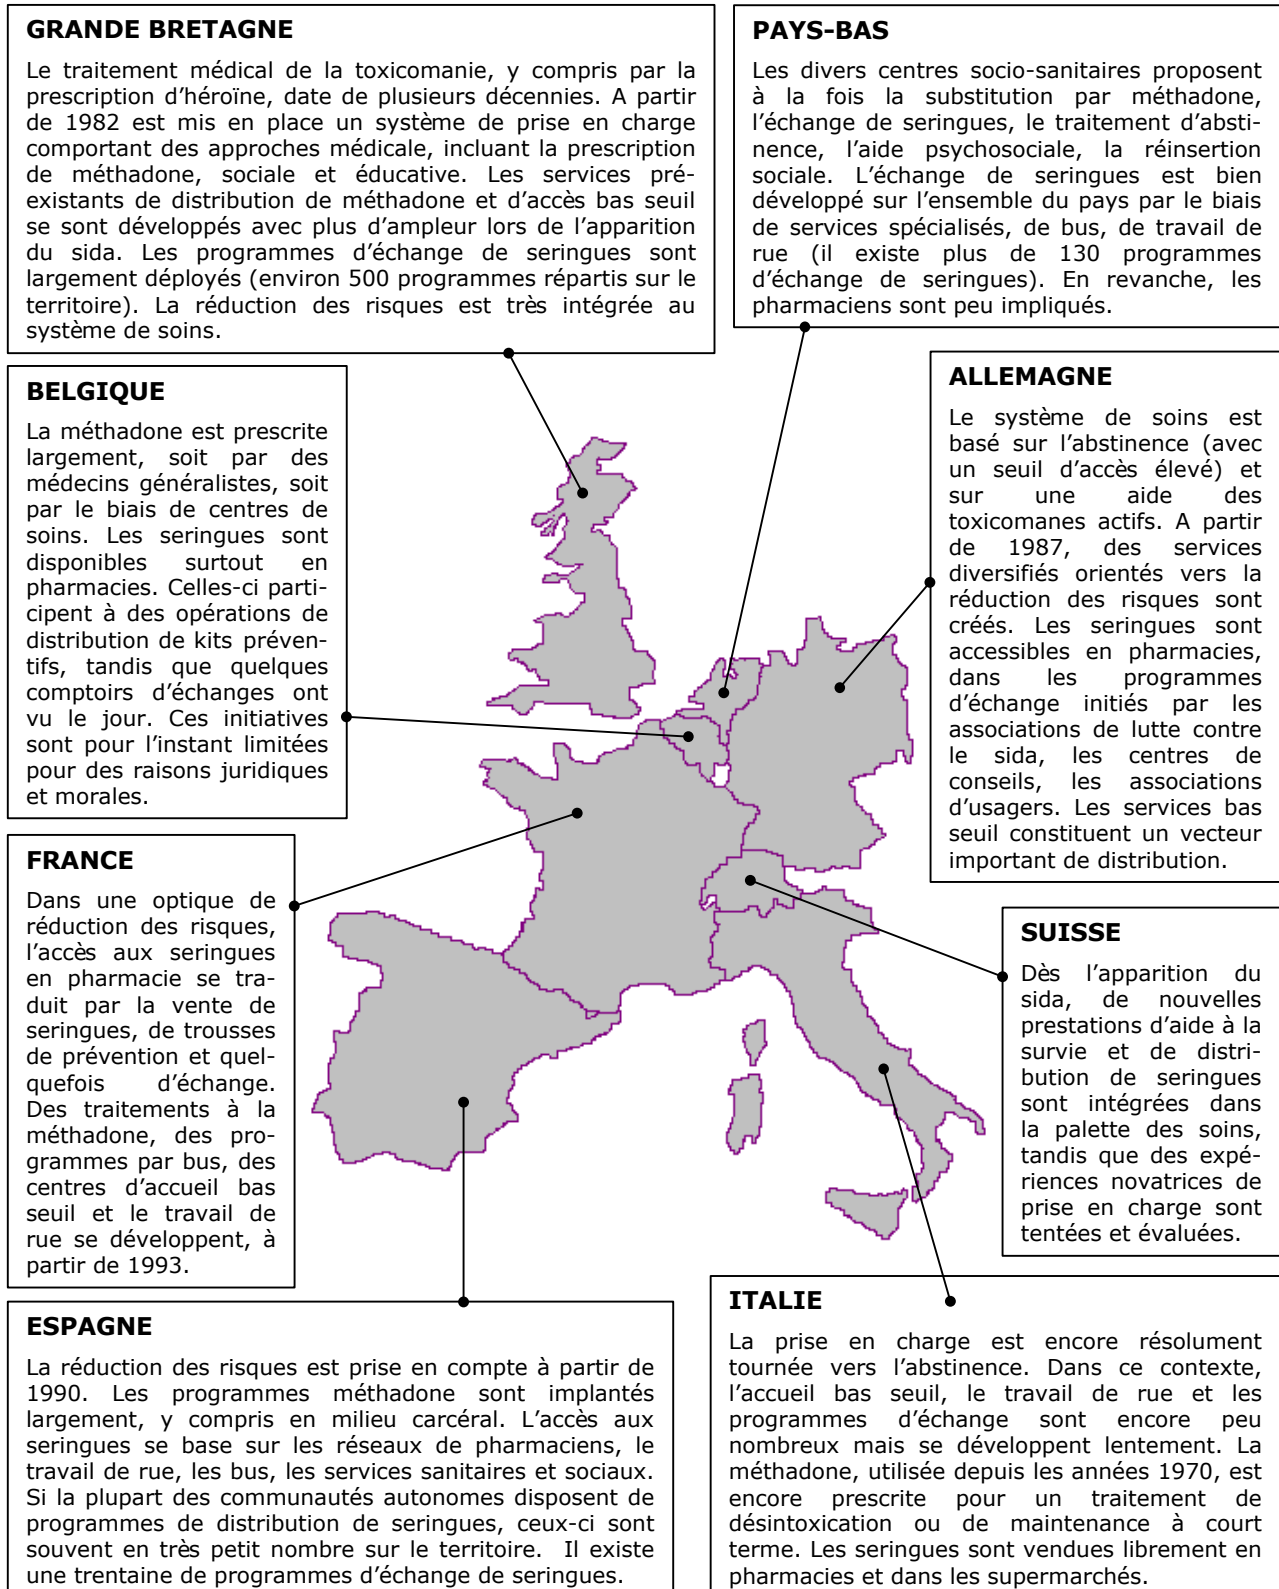 GRANDE BRETAGNE
Le traitement médical de la toxicomanie, y compris par la
prescription d'héroïne, date de plusieurs décennies. A partir
de 1982 est mis en place un système de prise en charge
comportant des approches médicale, incluant la prescription
de méthadone, sociale et éducative. Les services pré-
existants de distribution de méthadone et d'accès bas seuil
se sont développés avec plus d'ampleur lors de l'apparition
du sida. Les programmes d'échange de seringues sont
largement déployés (environ 500 programmes répartis sur le
territoire). La réduction des risques est très intégrée au
système de soins.
PAYS-BAS
Les divers centres socio-sanitaires proposent
à la fois la substitution par méthadone,
l'échange de seringues, le traitement d'absti-
nence, l'aide psychosociale, la réinsertion
sociale. L'échange de seringues est bien
développé sur l'ensemble du pays par le biais
de services spécialisés, de bus, de travail de
rue (il existe plus de 130 programmes
d'échange de seringues). En revanche, les
pharmaciens sont peu impliqués.
BELGIQUE
La méthadone est prescrite
largement, soit par des
médecins généralistes, soit
par le biais de centres de
soins. Les seringues sont
disponibles surtout en
pharmacies. Celles-ci parti-
cipent à des opérations de
distribution de kits préven-
tifs, tandis que quelques
comptoirs d'échanges ont
vu le jour. Ces initiatives
sont pour l'instant limitées
pour des raisons juridiques
et morales.
ALLEMAGNE
Le système de soins est
basé sur l'abstinence (avec
un seuil d'accès élevé) et
sur une aide des
toxicomanes actifs. A partir
de 1987, des services
diversifiés orientés vers la
réduction des risques sont
créés. Les seringues sont
accessibles en pharmacies,
dans les programmes
d'échange initiés par les
associations de lutte contre
le sida, les centres de
conseils, les associations
d'usagers. Les services bas
seuil constituent un vecteur
important de distribution.
FRANCE
Dans une optique de
réduction des risques,
l'accès aux seringues
en pharmacie se tra-
duit par la vente de
seringues, de trousses
de prévention et quel-
quefois d'échange.
Des traitements à la
méthadone, des pro-
grammes par bus, des
centres d'accueil bas
seuil et le travail de
rue se développent, à
partir de 1993.
SUISSE
Dès l'apparition du
sida, de nouvelles
prestations d'aide à la
survie et de distri-
bution de seringues
sont intégrées dans
la palette des soins,
tandis que des expé-
riences novatrices de
prise en charge sont
tentées et évaluées.
ESPAGNE
La réduction des risques est prise en compte à partir de
1990. Les programmes méthadone sont implantés
largement, y compris en milieu carcéral. L'accès aux
seringues se base sur les réseaux de pharmaciens, le
travail de rue, les bus, les services sanitaires et sociaux.
Si la plupart des communautés autonomes disposent de
programmes de distribution de seringues, ceux-ci sont
souvent en très petit nombre sur le territoire. Il existe
une trentaine de programmes d'échange de seringues.
ITALIE
La prise en charge est encore résolument
tournée vers l'abstinence. Dans ce contexte,
l'accueil bas seuil, le travail de rue et les
programmes d'échange sont encore peu
nombreux mais se développent lentement. La
méthadone, utilisée depuis les années 1970, est
encore prescrite pour un traitement de
désintoxication ou de maintenance à court
terme. Les seringues sont vendues librement en
pharmacies et dans les supermarchés.